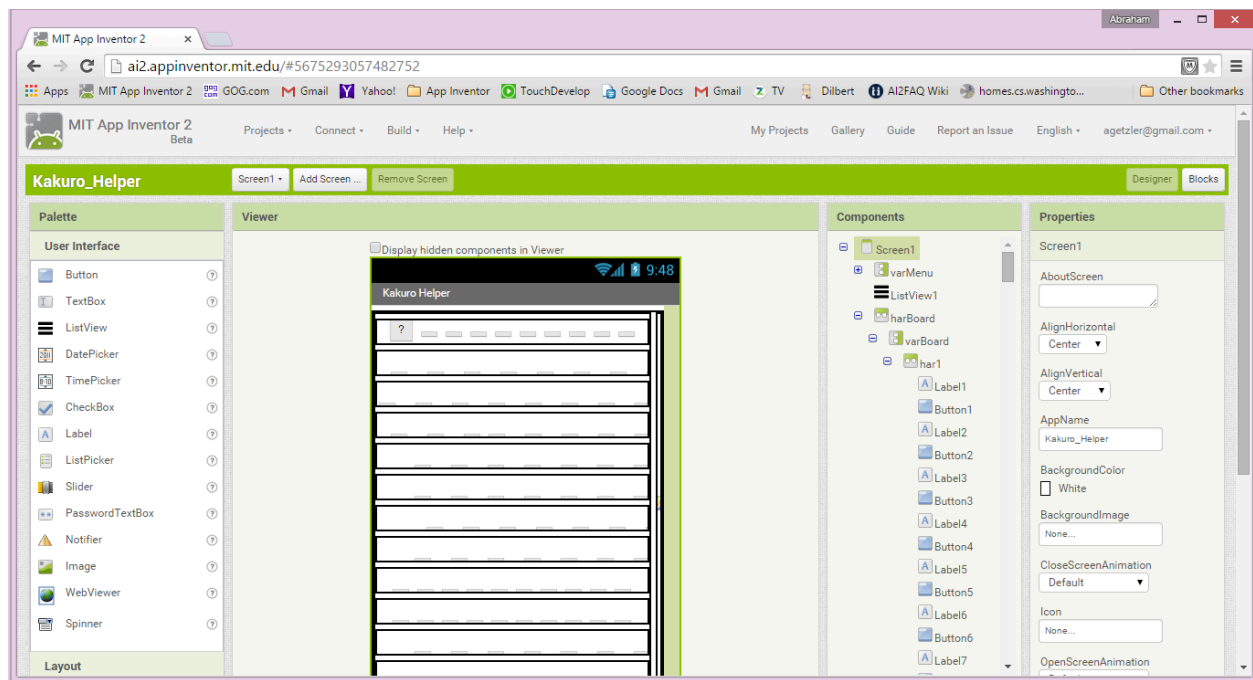 Abraham
MIT App Inventor 2
ai2.appinventor.mit.edu/#5675293057482752
Apps MIT App Inventor 2 GOG.com Gmail Yahoo! App Inventor TouchDevelop Google Docs Gmail TV Dilbert AI2FAQ Wiki homes.cs.washingto... Other bookmarks
MIT App Inventor 2
Beta
Projects Connect Build Help My Projects Gallery Guide Report an Issue English agetzler@gmail.com
Kakuro_Helper Screen1 Add Screen ... Remove Screen Designer Blocks
Palette Viewer Components Properties
User Interface
Button ?
TextBox ?
ListView ?
DatePicker ?
TimePicker ?
CheckBox ?
Label ?
ListPicker ?
Slider ?
PasswordTextBox ?
Notifier ?
Image ?
WebViewer ?
Spinner ?
Layout
Display hidden components in Viewer
9:48
Kakuro Helper
?
Screen1
varMenu
ListView1
harBoard
varBoard
har1
Label1
Button1
Label2
Button2
Label3
Button3
Label4
Button4
Label5
Button5
Label6
Button6
Label7
Screen1
AboutScreen
AlignHorizontal
Center
AlignVertical
Center
AppName
Kakuro_Helper
BackgroundColor
White
BackgroundImage
None...
CloseScreenAnimation
Default
Icon
None...
OpenScreenAnimation